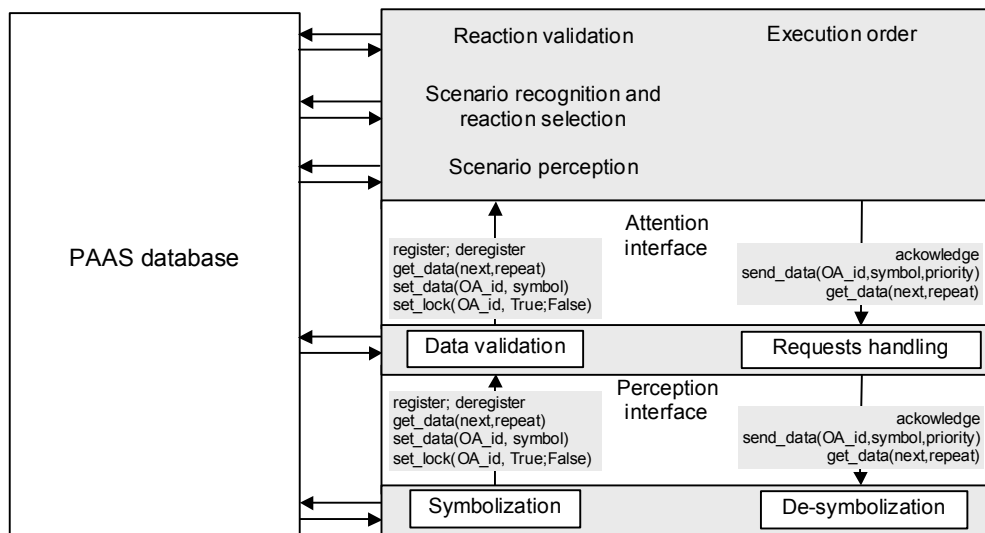 Reaction validation
Execution order
Scenario recognition and
reaction selection
Scenario perception
PAAS database
Attention
interface
register; deregister
get_data(next,repeat)
set_data(OA_id, symbol)
set_lock(OA_id, True;False)
acknowledge
send_data(OA_id,symbol,priority)
get_data(next,repeat)
Data validation
Requests handling
Perception
interface
register; deregister
get_data(next,repeat)
set_data(OA_id, symbol)
set_lock(OA_id, True;False)
acknowledge
send_data(OA_id,symbol,priority)
get_data(next,repeat)
Symbolization
De-symbolization